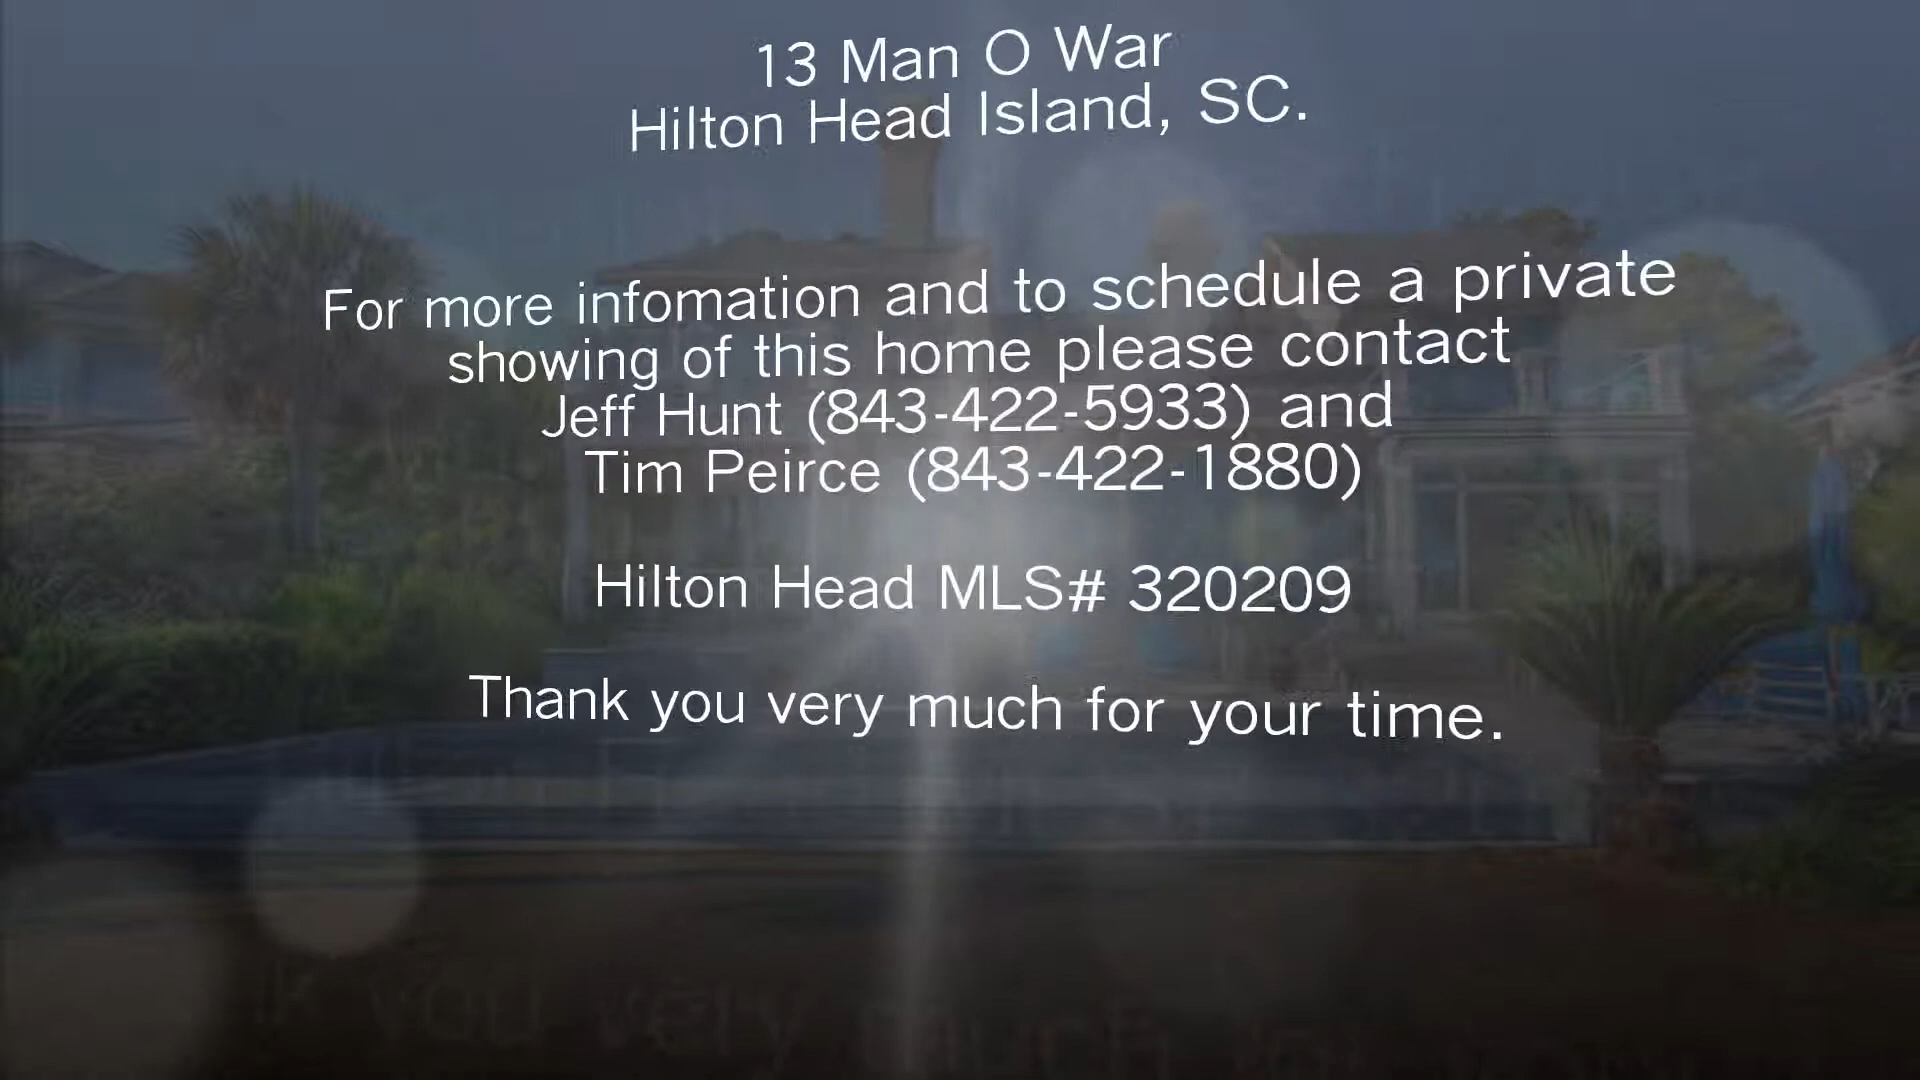 13 Man O War
Hilton Head Island, SC.
For more infomation and to schedule a private
showing of this home please contact
Jeff Hunt (843-422-5933) and
Tim Peirce (843-422-1880)
Hilton Head MLS# 320209
Thank you very much for your time.